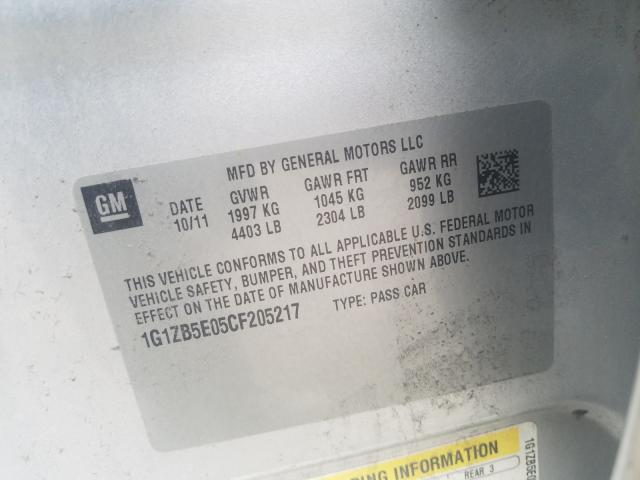 MFD BY GENERAL MOTORS LLC
GM
DATE GVWR GAWR FRT GAWR RR
10/11 1997 KG 1045 KG 952 KG
4403 LB 2304 LB 2099 LB
THIS VEHICLE CONFORMS TO ALL APPLICABLE U.S. FEDERAL MOTOR
VEHICLE SAFETY, BUMPER, AND THEFT PREVENTION STANDARDS IN
EFFECT ON THE DATE OF MANUFACTURE SHOWN ABOVE.
1G1ZB5E05CF205217 TYPE: PASS CAR
ING INFORMATION
REAR 3
1G1ZB5E0